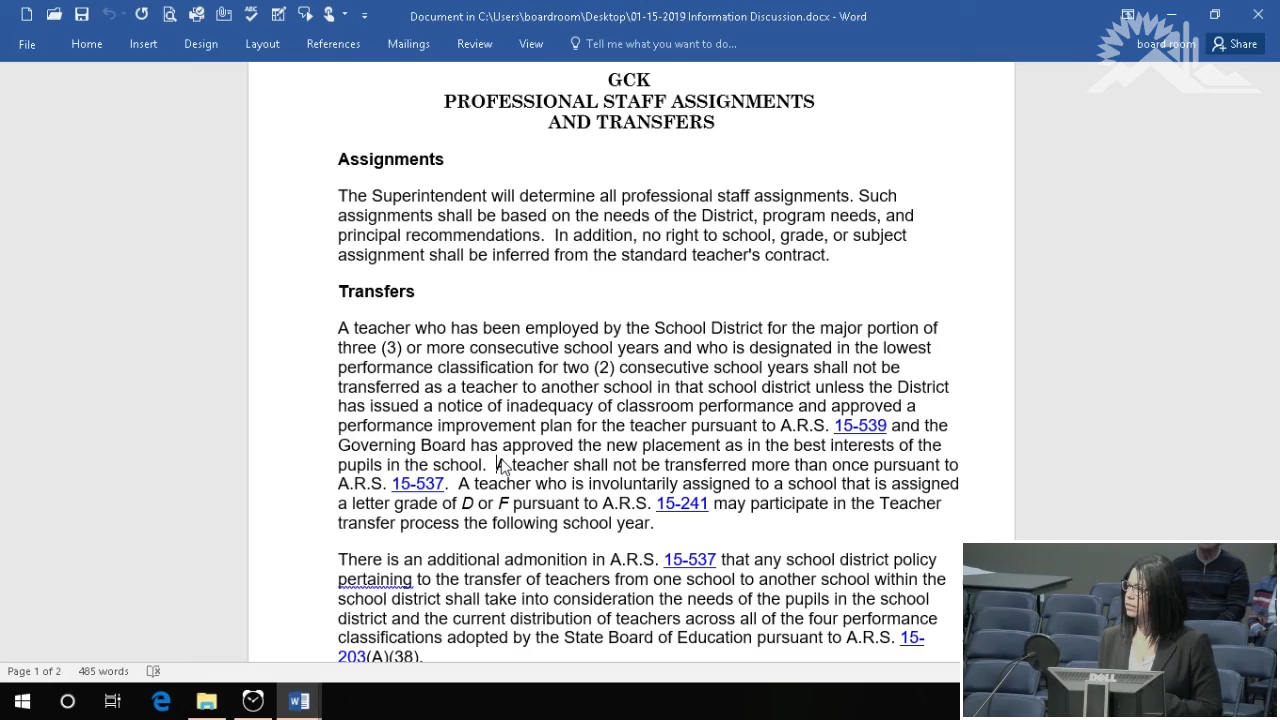 Document in C:\Users\boardroom\Desktop\01-15-2019 Information Discussion.docx - Word
File Home Insert Design Layout References Mailings Review View Tell me what you want to do... board room Share
GCK
PROFESSIONAL STAFF ASSIGNMENTS
AND TRANSFERS
Assignments
The Superintendent will determine all professional staff assignments. Such
assignments shall be based on the needs of the District, program needs, and
principal recommendations. In addition, no right to school, grade, or subject
assignment shall be inferred from the standard teacher's contract.
Transfers
A teacher who has been employed by the School District for the major portion of
three (3) or more consecutive school years and who is designated in the lowest
performance classification for two (2) consecutive school years shall not be
transferred as a teacher to another school in that school district unless the District
has issued a notice of inadequacy of classroom performance and approved a
performance improvement plan for the teacher pursuant to A.R.S. 15-539 and the
Governing Board has approved the new placement as in the best interests of the
pupils in the school. A teacher shall not be transferred more than once pursuant to
A.R.S. 15-537. A teacher who is involuntarily assigned to a school that is assigned
a letter grade of D or F pursuant to A.R.S. 15-241 may participate in the Teacher
transfer process the following school year.
There is an additional admonition in A.R.S. 15-537 that any school district policy
pertaining to the transfer of teachers from one school to another school within the
school district shall take into consideration the needs of the pupils in the school
district and the current distribution of teachers across all of the four performance
classifications adopted by the State Board of Education pursuant to A.R.S. 15-
203(A)(38).
Page 1 of 2 485 words
DELL